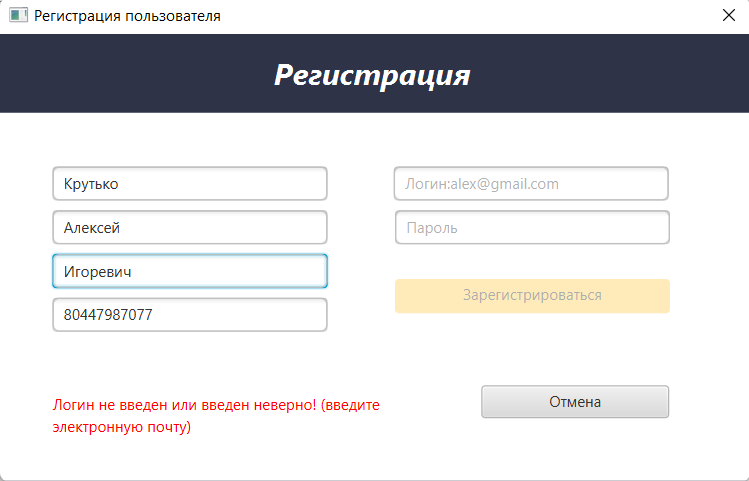 Регистрация пользователя
Регистрация
Крутько
Алексей
Игоревич
80447987077
Логин:alex@gmail.com
Пароль
Зарегистрироваться
Логин не введен или введен неверно! (введите
электронную почту)
Отмена